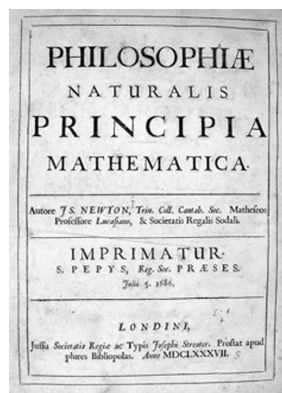 PHILOSOPHIÆ
NATURALIS
PRINCIPIA
MATHEMATICA.
Autore JS. NEWTON, Trin. Coll. Cantab. Soc. Matheseos
Professore Lucasiano, & Societatis Regalis Sodali.
IMPRIMATUR.
S. PEPYS, Reg. Soc. PRÆSES.
Julii 5. 1686.
LONDINI,
Jussu Societatis Regiæ ac Typis Josephi Streater. Prostat apud
plures Bibliopolas. Anno MDCLXXXVII.